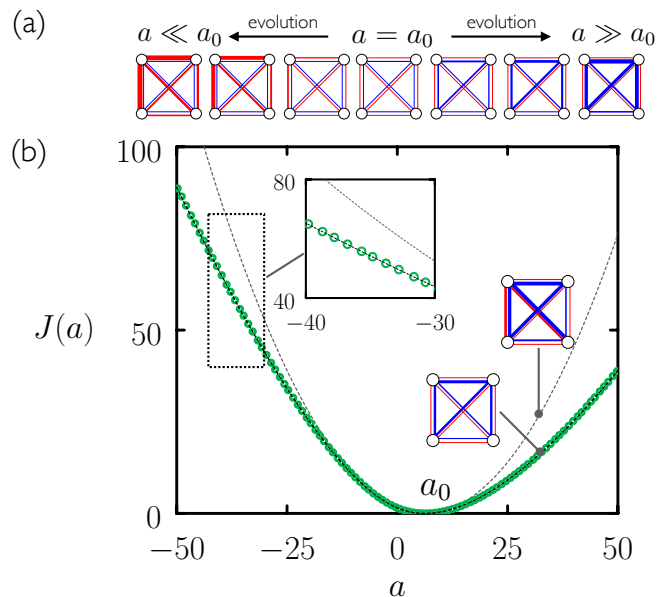 (a)
a ≪ a₀ evolution a = a₀ evolution a ≫ a₀
(b)
100
50
0
J(a)
80
40
−40 −30
a₀
−50 −25 0 25 50
a